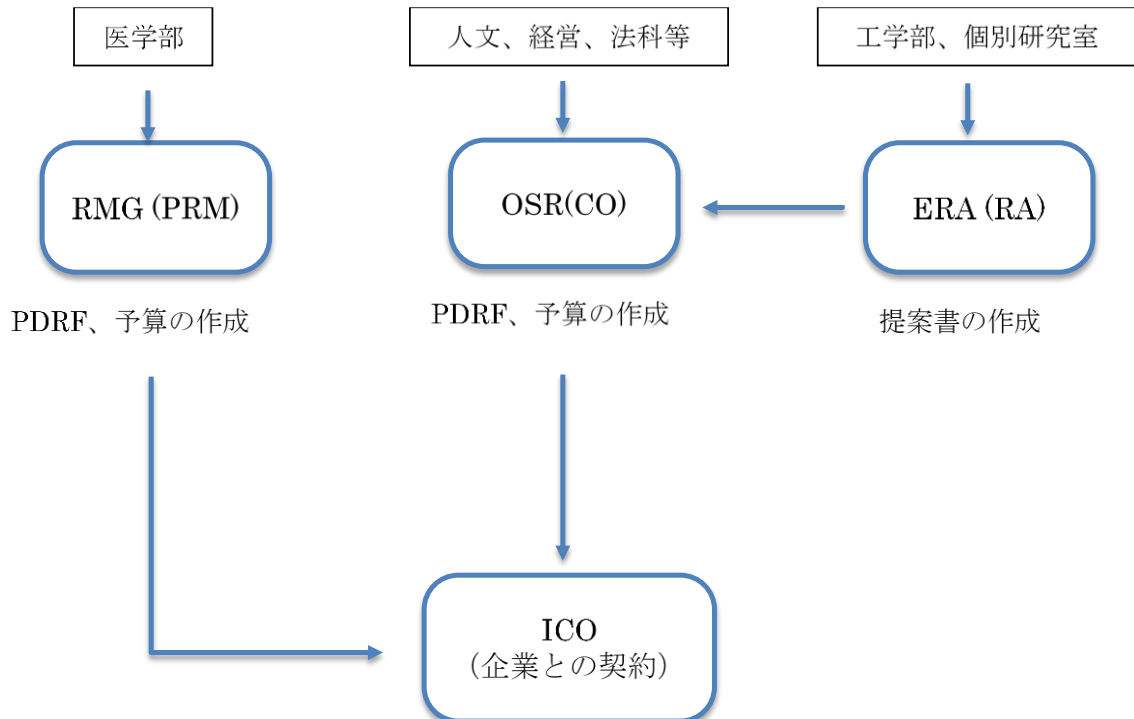 医学部
人文、経営、法科等
工学部、個別研究室
RMG (PRM)
OSR(CO)
ERA (RA)
PDRF、予算の作成
PDRF、予算の作成
提案書の作成
ICO
（企業との契約）